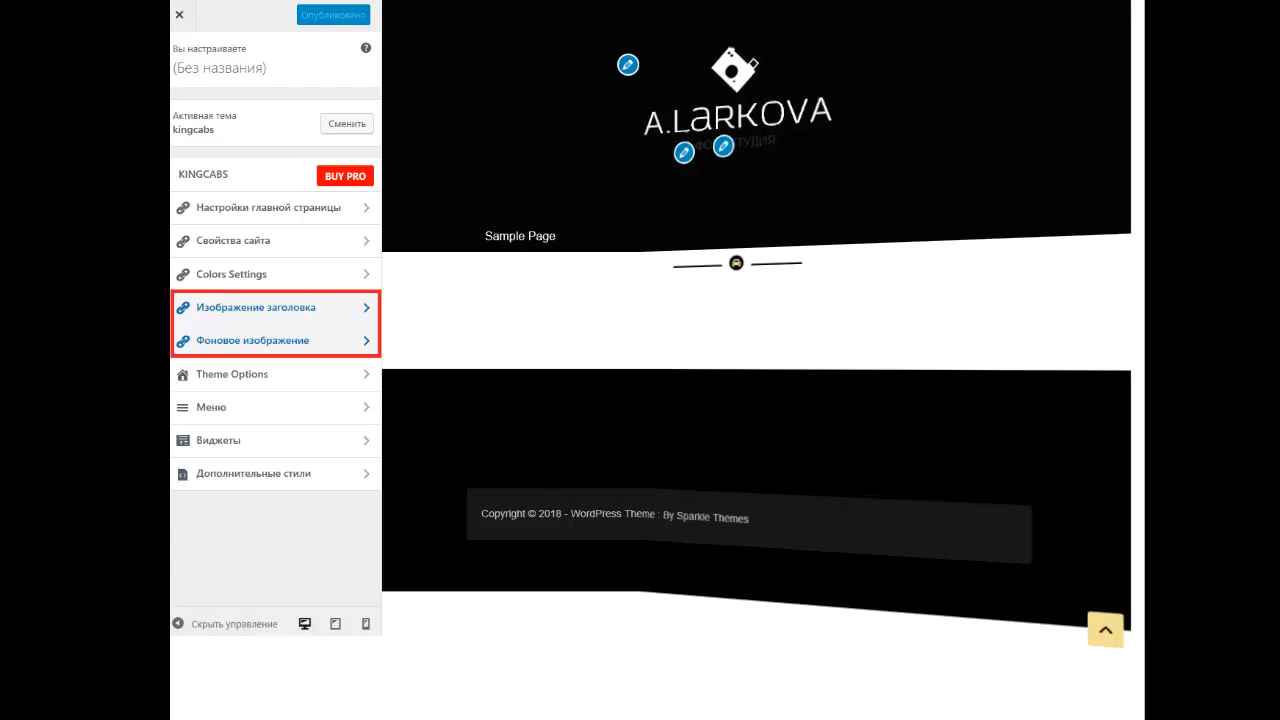 Опубликовано
Вы настраиваете
(Без названия)
Активная тема
kingcabs
Сменить
KINGCABS
BUY PRO
Настройки главной страницы
Свойства сайта
Colors Settings
Изображение заголовка
Фоновое изображение
Theme Options
Меню
Виджеты
Дополнительные стили
Скрыть управление
A.LARKOVA
Sample Page
Copyright © 2018 - WordPress Theme : By Sparkle Themes